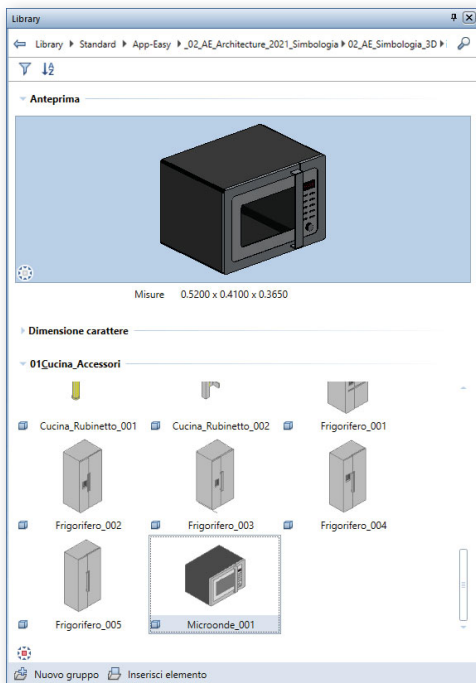 Library
Library Standard App-Easy _02_AE_Architecture_2021_Simbologia 02_AE_Simbologia_3D
Anteprima
Misure 0.5200 x 0.4100 x 0.3650
Dimensione carattere
01Cucina_Accessori
Cucina_Rubinetto_001 Cucina_Rubinetto_002 Frigorifero_001
Frigorifero_002 Frigorifero_003 Frigorifero_004
Frigorifero_005 Microonde_001
Nuovo gruppo Inserisci elemento